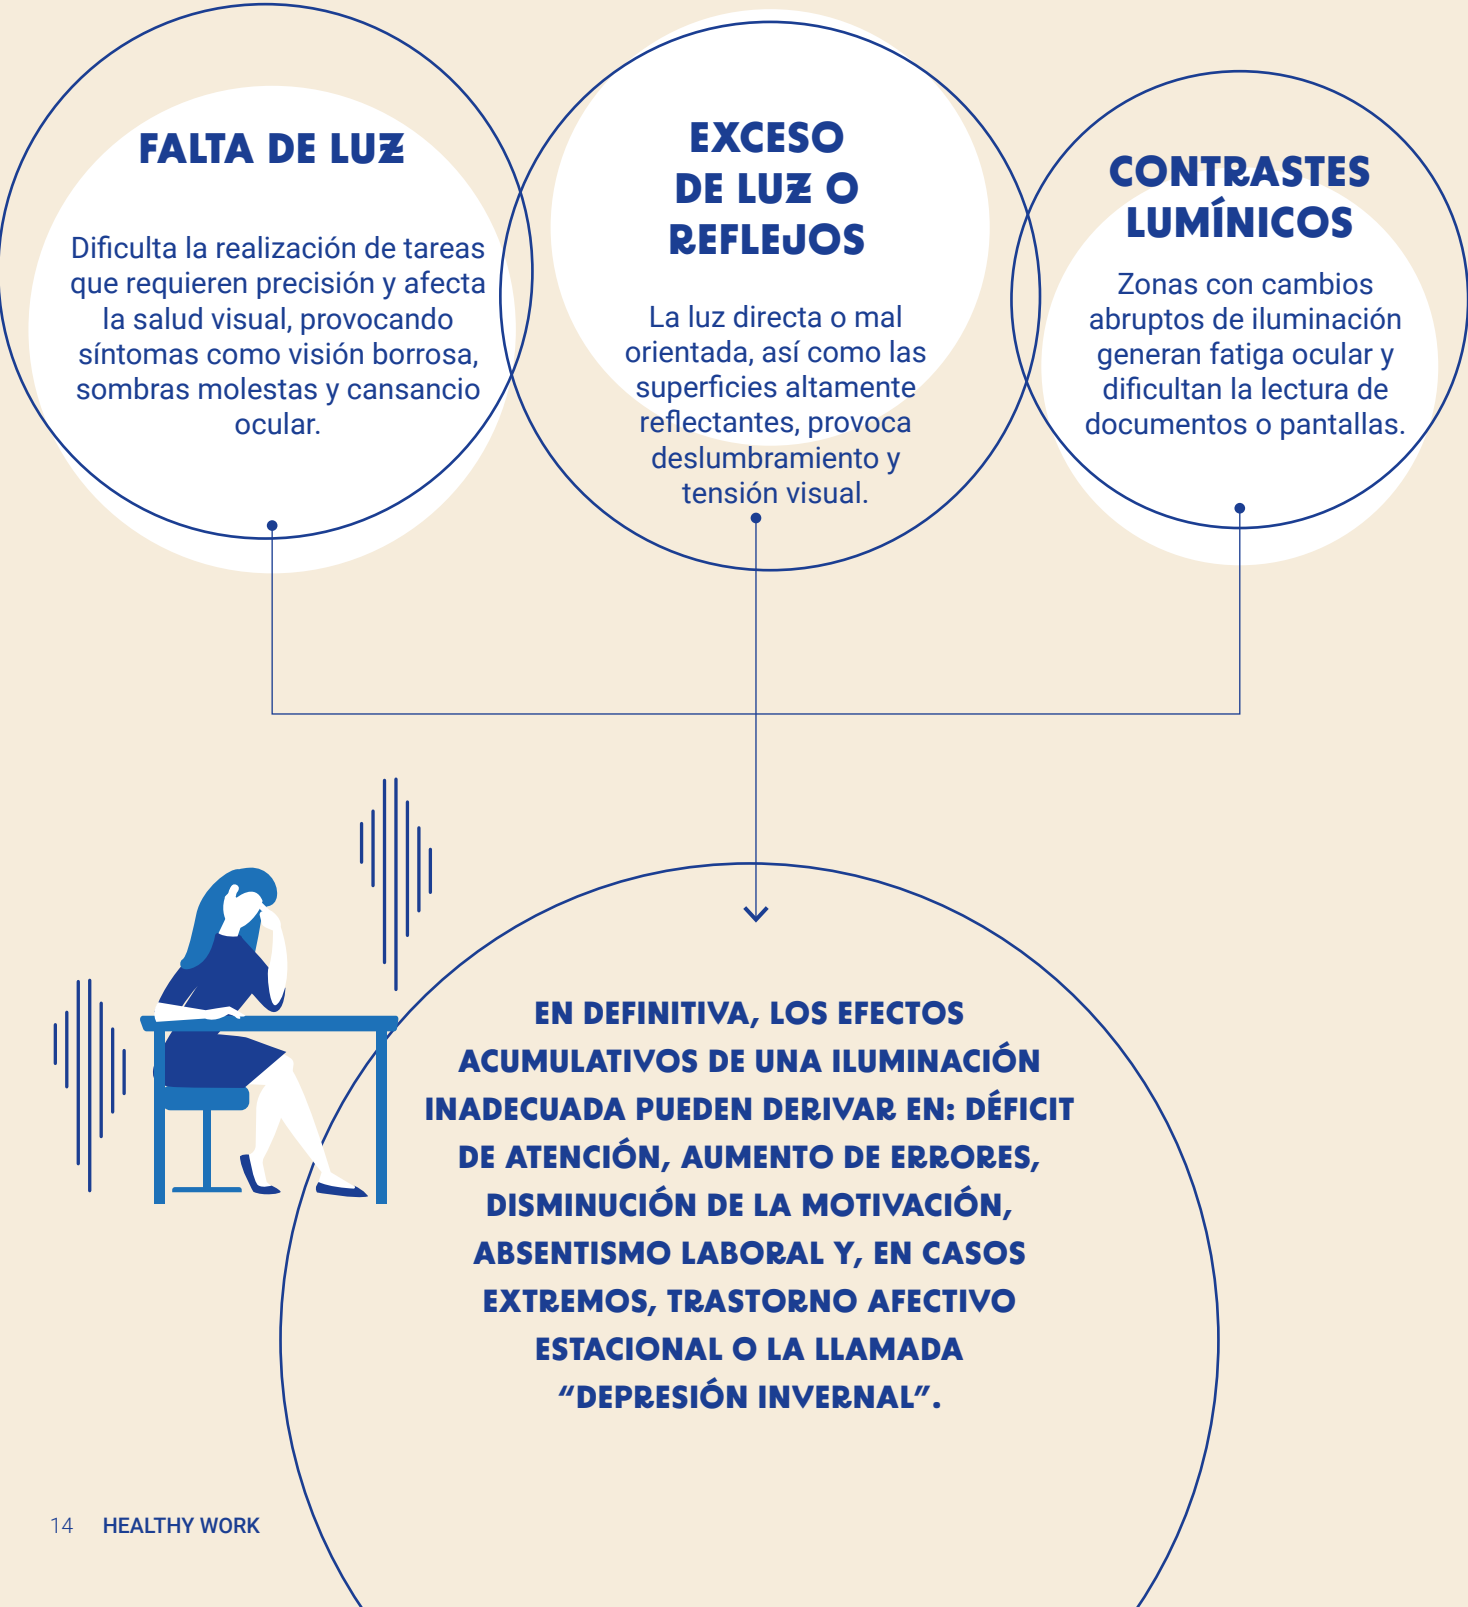 FALTA DE LUZ
Dificulta la realización de tareas
que requieren precisión y afecta
la salud visual, provocando
síntomas como visión borrosa,
sombras molestas y cansancio
ocular.
EXCESO
DE LUZ O
REFLEJOS
La luz directa o mal
orientada, así como las
superficies altamente
reflectantes, provoca
deslumbramiento y
tensión visual.
CONTRASTES
LUMÍNICOS
Zonas con cambios
abruptos de iluminación
generan fatiga ocular y
dificultan la lectura de
documentos o pantallas.
EN DEFINITIVA, LOS EFECTOS
ACUMULATIVOS DE UNA ILUMINACIÓN
INADECUADA PUEDEN DERIVAR EN: DÉFICIT
DE ATENCIÓN, AUMENTO DE ERRORES,
DISMINUCIÓN DE LA MOTIVACIÓN,
ABSENTISMO LABORAL Y, EN CASOS
EXTREMOS, TRASTORNO AFECTIVO
ESTACIONAL O LA LLAMADA
“DEPRESIÓN INVERNAL”.
14 HEALTHY WORK